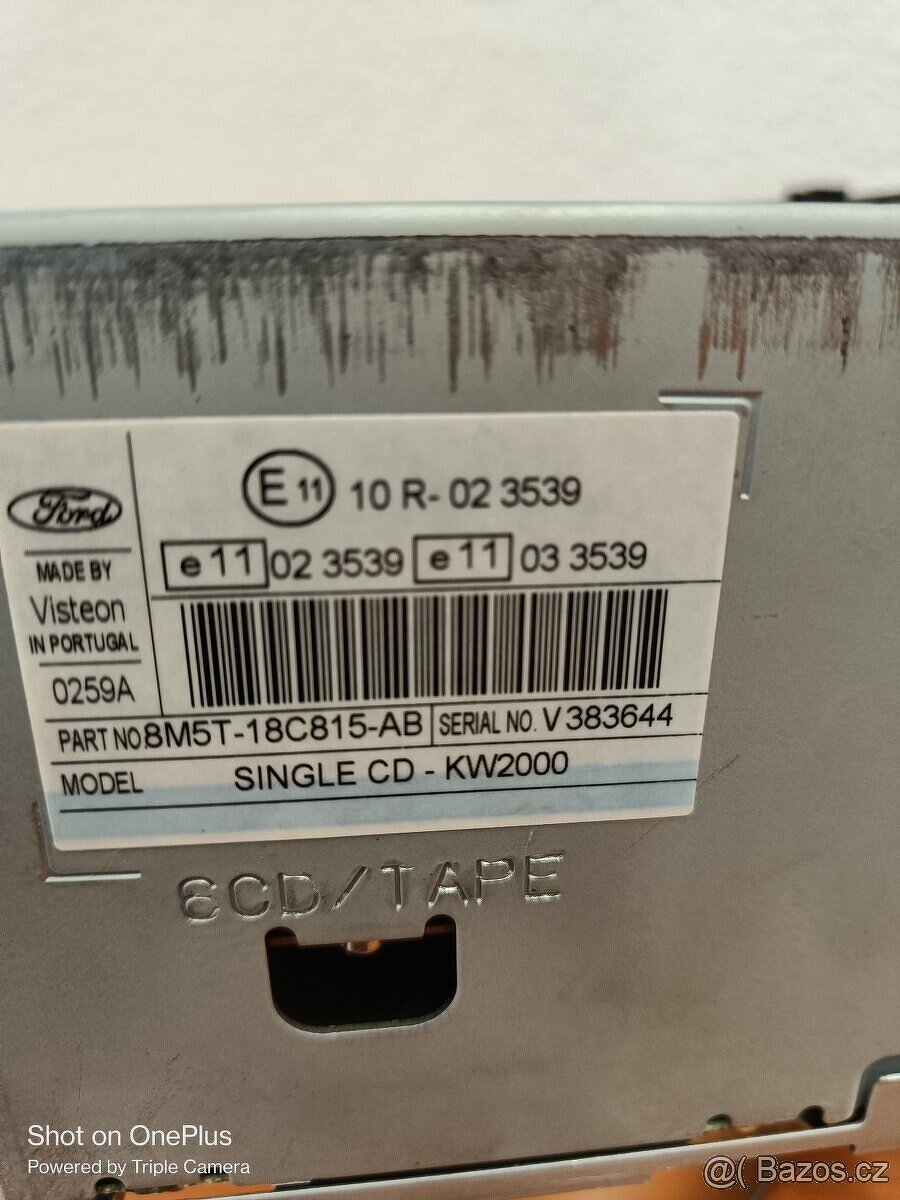 E 11 10 R- 02 3539
Ford
e 11 02 3539 e 11 03 3539
MADE BY
Visteon
IN PORTUGAL
0259A
PART NO. 8M5T-18C815-AB SERIAL NO. V 383644
MODEL SINGLE CD - KW2000
6CD/TAPE
Shot on OnePlus
Powered by Triple Camera
@( Bazos.cz